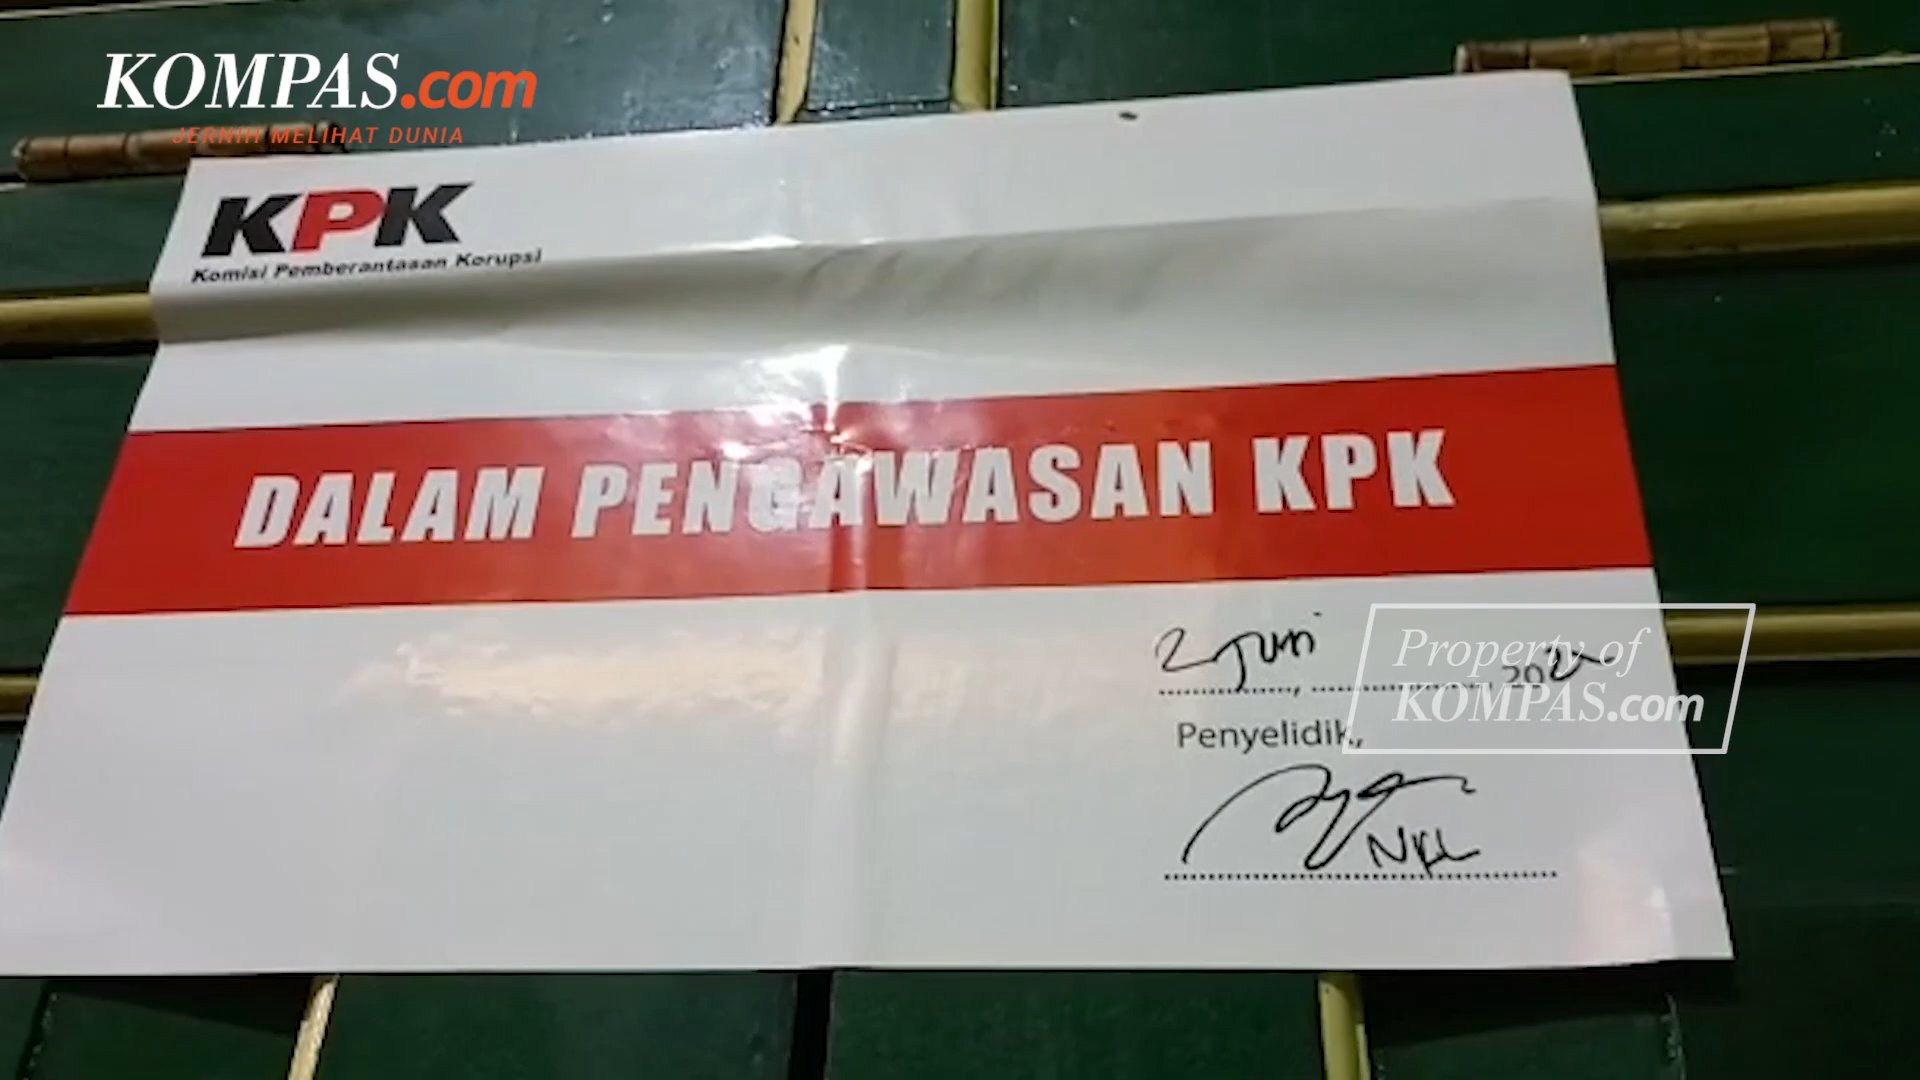 KOMPAS.com
JERNIH MELIHAT DUNIA
KPK
Komisi Pemberantasan Korupsi
DALAM PENGAWASAN KPK
2 Juni 2022
Property of
KOMPAS.com
Penyelidik,